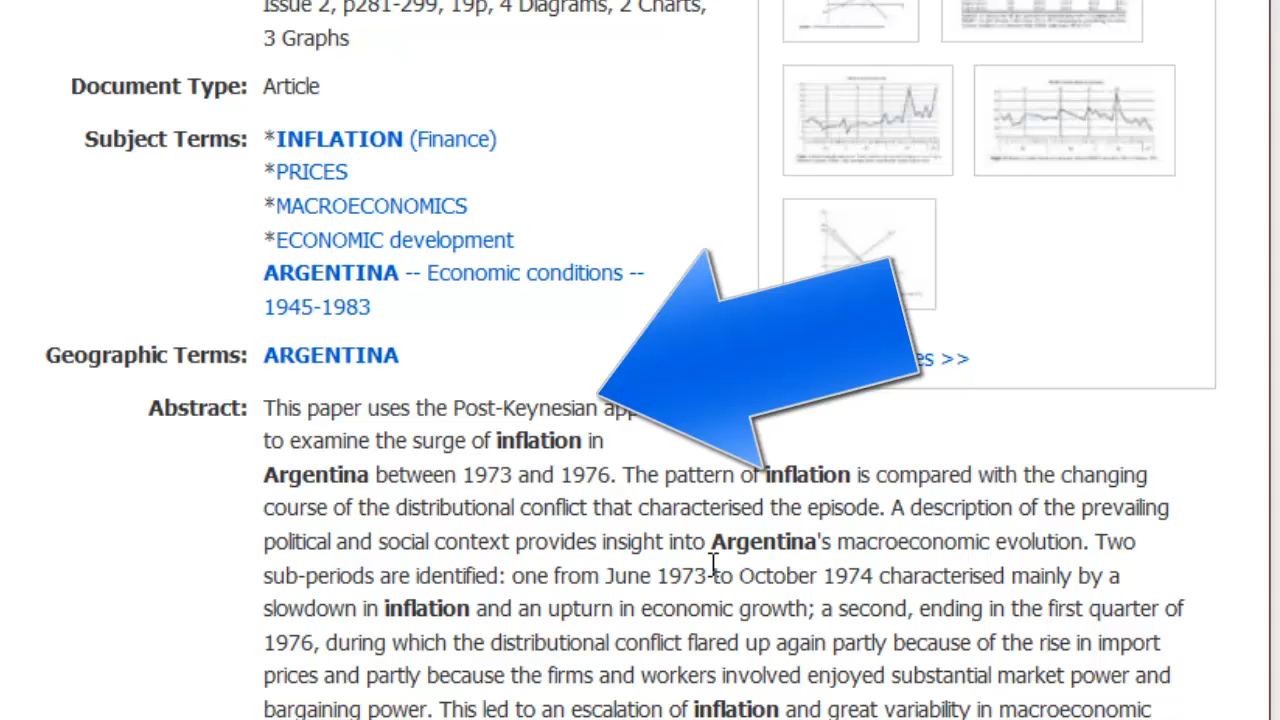 Issue 2, p281-299, 19p, 4 Diagrams, 2 Charts,
3 Graphs
Document Type: Article
Subject Terms: *INFLATION (Finance)
*PRICES
*MACROECONOMICS
*ECONOMIC development
ARGENTINA -- Economic conditions --
1945-1983
Geographic Terms: ARGENTINA
>>
Abstract: This paper uses the Post-Keynesian
to examine the surge of inflation in
Argentina between 1973 and 1976. The pattern of inflation is compared with the changing
course of the distributional conflict that characterised the episode. A description of the prevailing
political and social context provides insight into Argentina's macroeconomic evolution. Two
sub-periods are identified: one from June 1973 to October 1974 characterised mainly by a
slowdown in inflation and an upturn in economic growth; a second, ending in the first quarter of
1976, during which the distributional conflict flared up again partly because of the rise in import
prices and partly because the firms and workers involved enjoyed substantial market power and
bargaining power. This led to an escalation of inflation and great variability in macroeconomic